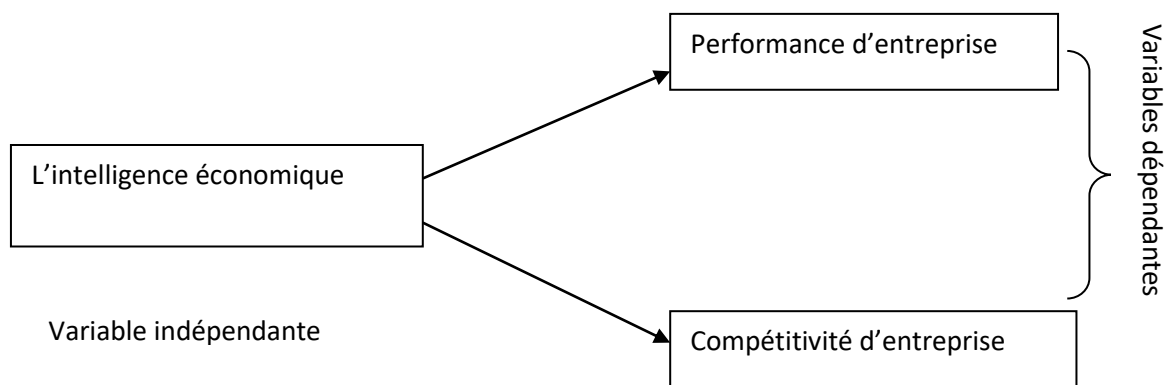 Performance d’entreprise
L’intelligence économique
Variable indépendante
Compétitivité d’entreprise
Variables dépendantes